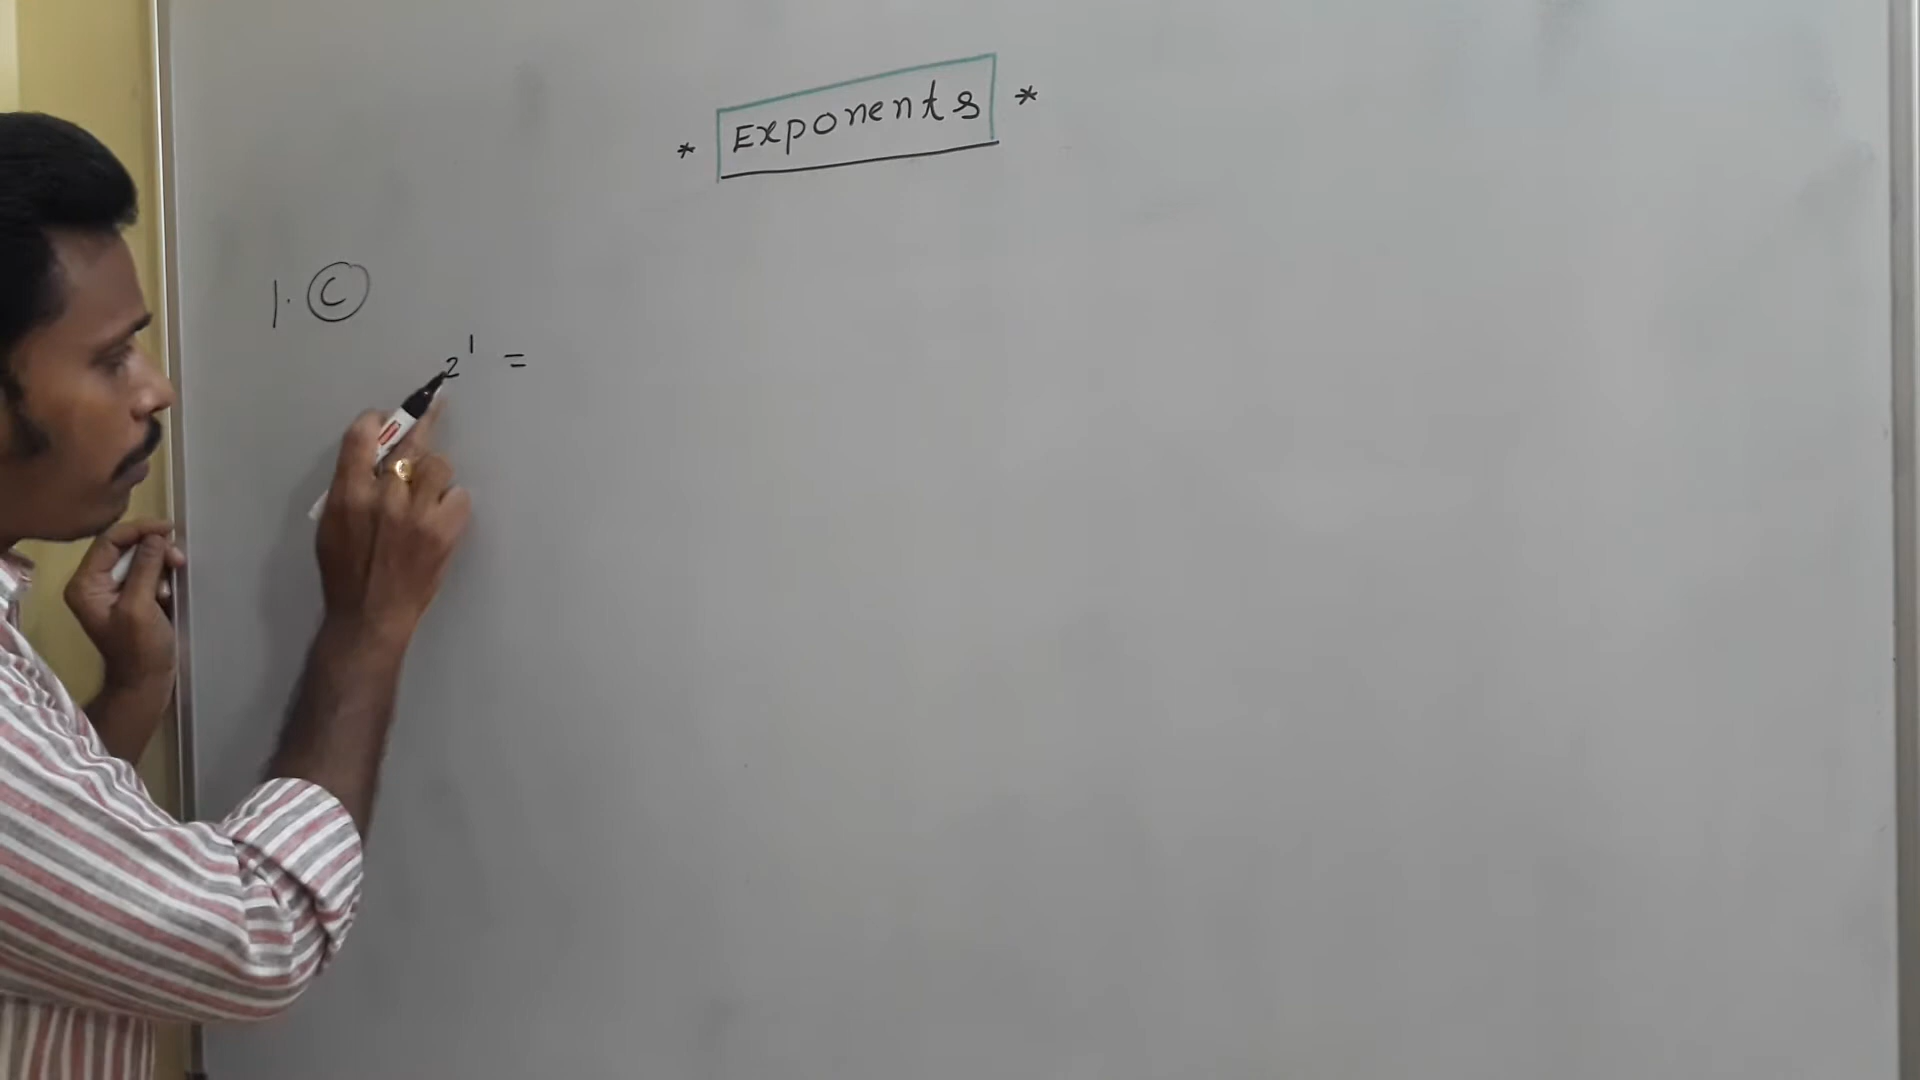 * Exponents *
1. C
2¹ =